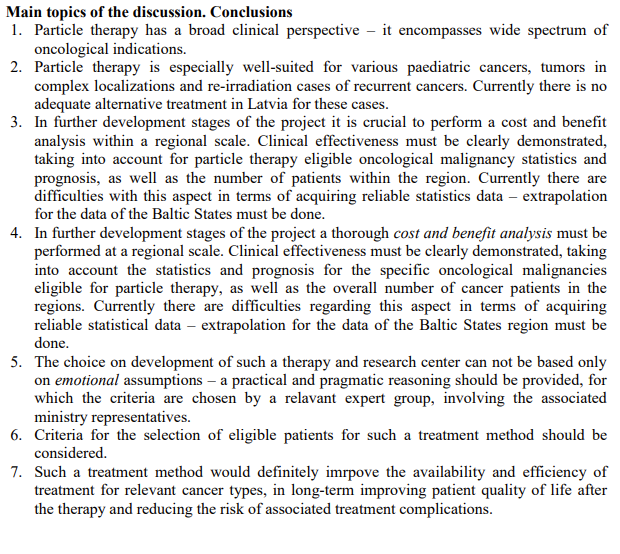 Main topics of the discussion. Conclusions
1. Particle therapy has a broad clinical perspective – it encompasses wide spectrum of
oncological indications.
2. Particle therapy is especially well-suited for various paediatric cancers, tumors in
complex localizations and re-irradiation cases of recurrent cancers. Currently there is no
adequate alternative treatment in Latvia for these cases.
3. In further development stages of the project it is crucial to perform a cost and benefit
analysis within a regional scale. Clinical effectiveness must be clearly demonstrated,
taking into account for particle therapy eligible oncological malignancy statistics and
prognosis, as well as the number of patients within the region. Currently there are
difficulties with this aspect in terms of acquiring reliable statistics data – extrapolation
for the data of the Baltic States must be done.
4. In further development stages of the project a thorough cost and benefit analysis must be
performed at a regional scale. Clinical effectiveness must be clearly demonstrated, taking
into account the statistics and prognosis for the specific oncological malignancies
eligible for particle therapy, as well as the overall number of cancer patients in the
regions. Currently there are difficulties regarding this aspect in terms of acquiring
reliable statistical data – extrapolation for the data of the Baltic States region must be
done.
5. The choice on development of such a therapy and research center can not be based only
on emotional assumptions – a practical and pragmatic reasoning should be provided, for
which the criteria are chosen by a relavant expert group, involving the associated
ministry representatives.
6. Criteria for the selection of eligible patients for such a treatment method should be
considered.
7. Such a treatment method would definitely imrpove the availability and efficiency of
treatment for relevant cancer types, in long-term improving patient quality of life after
the therapy and reducing the risk of associated treatment complications.